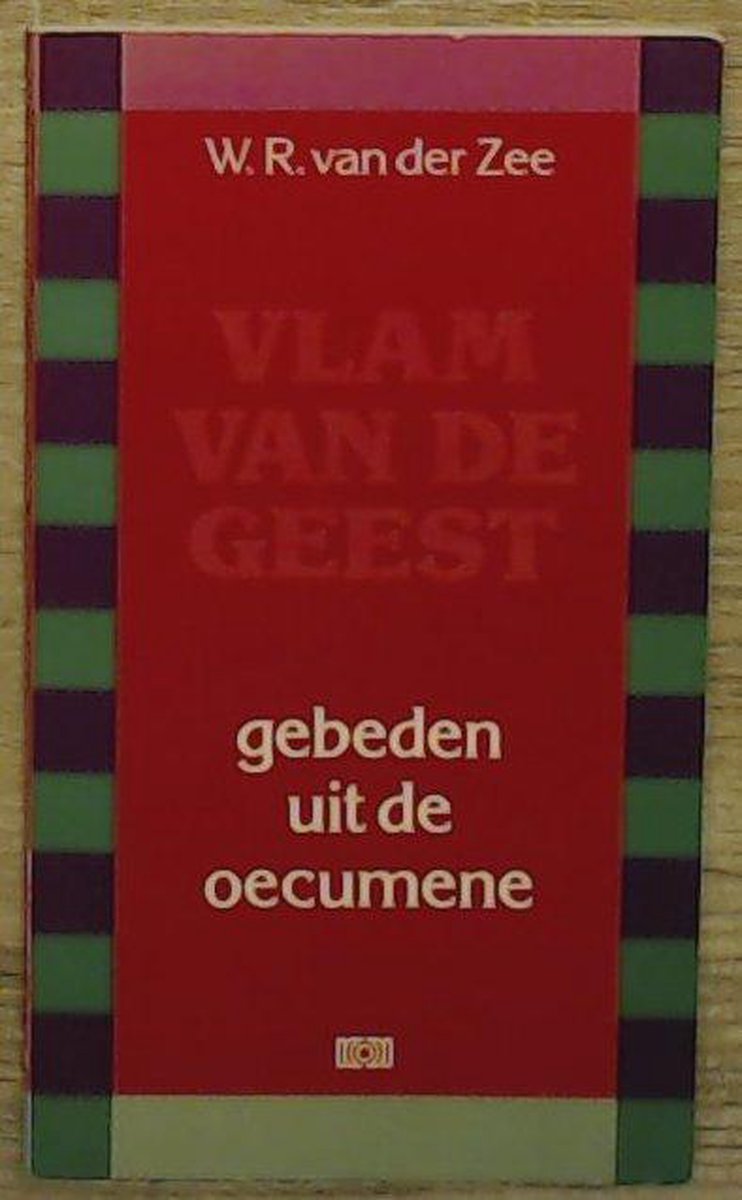 W. R. van der Zee
VLAM
VAN DE
GEEST
gebeden
uit de
oecumene